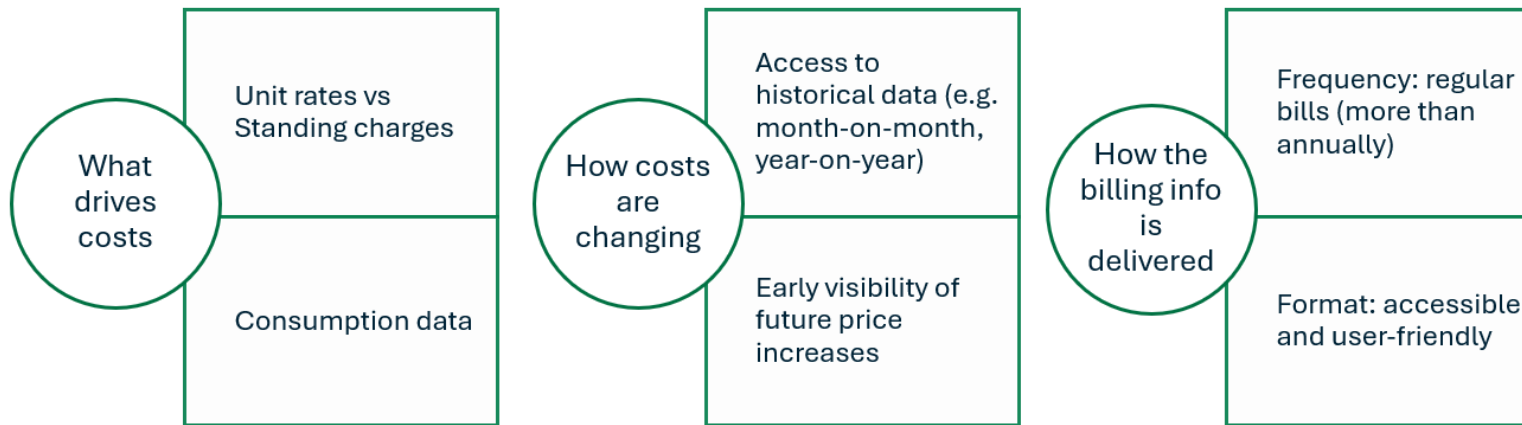 What
drives
costs
Unit rates vs
Standing charges
Consumption data
How costs
are
changing
Access to
historical data (e.g.
month-on-month,
year-on-year)
Early visibility of
future price
increases
How the
billing info
is
delivered
Frequency: regular
bills (more than
annually)
Format: accessible
and user-friendly